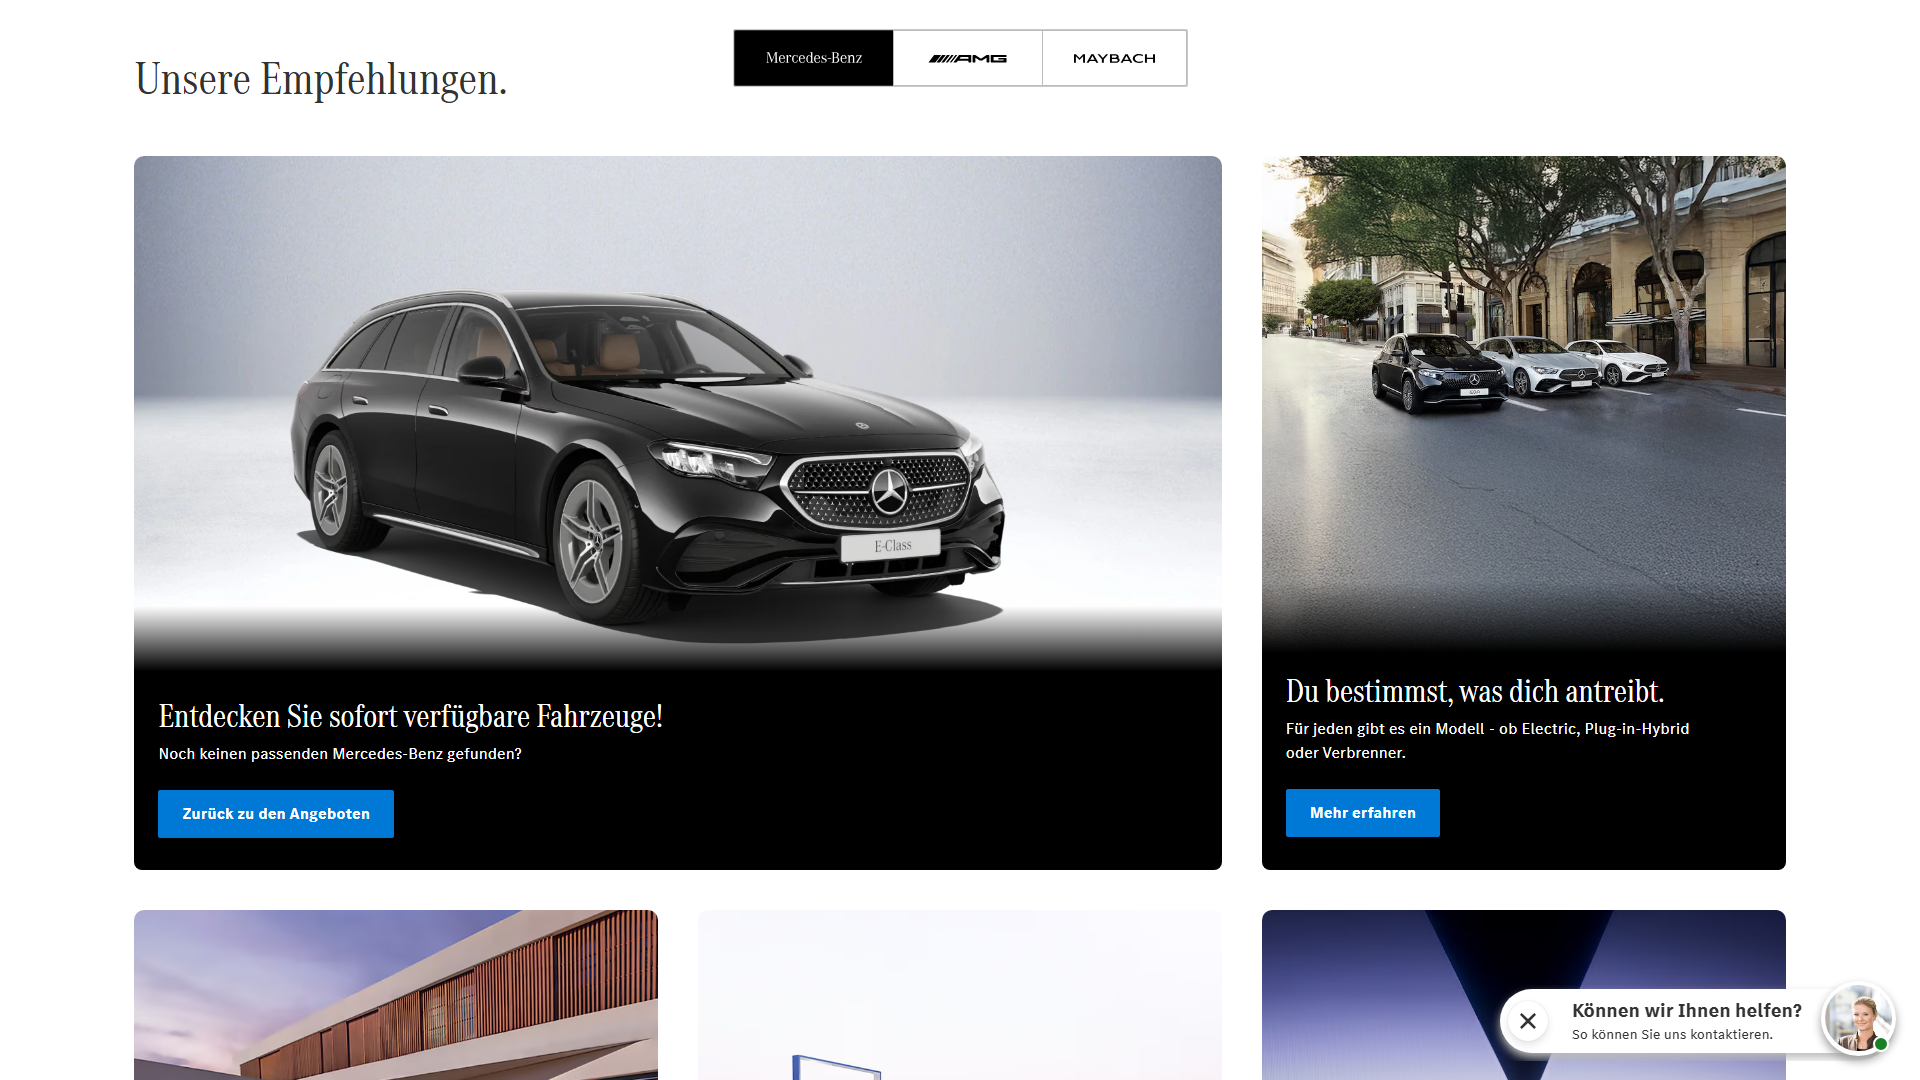 Mercedes-Benz
AMG
MAYBACH
Unsere Empfehlungen.
E-Class
Entdecken Sie sofort verfügbare Fahrzeuge!
Noch keinen passenden Mercedes-Benz gefunden?
Zurück zu den Angeboten
Du bestimmst, was dich antreibt.
Für jeden gibt es ein Modell - ob Electric, Plug-in-Hybrid
oder Verbrenner.
Mehr erfahren
Können wir Ihnen helfen?
So können Sie uns kontaktieren.